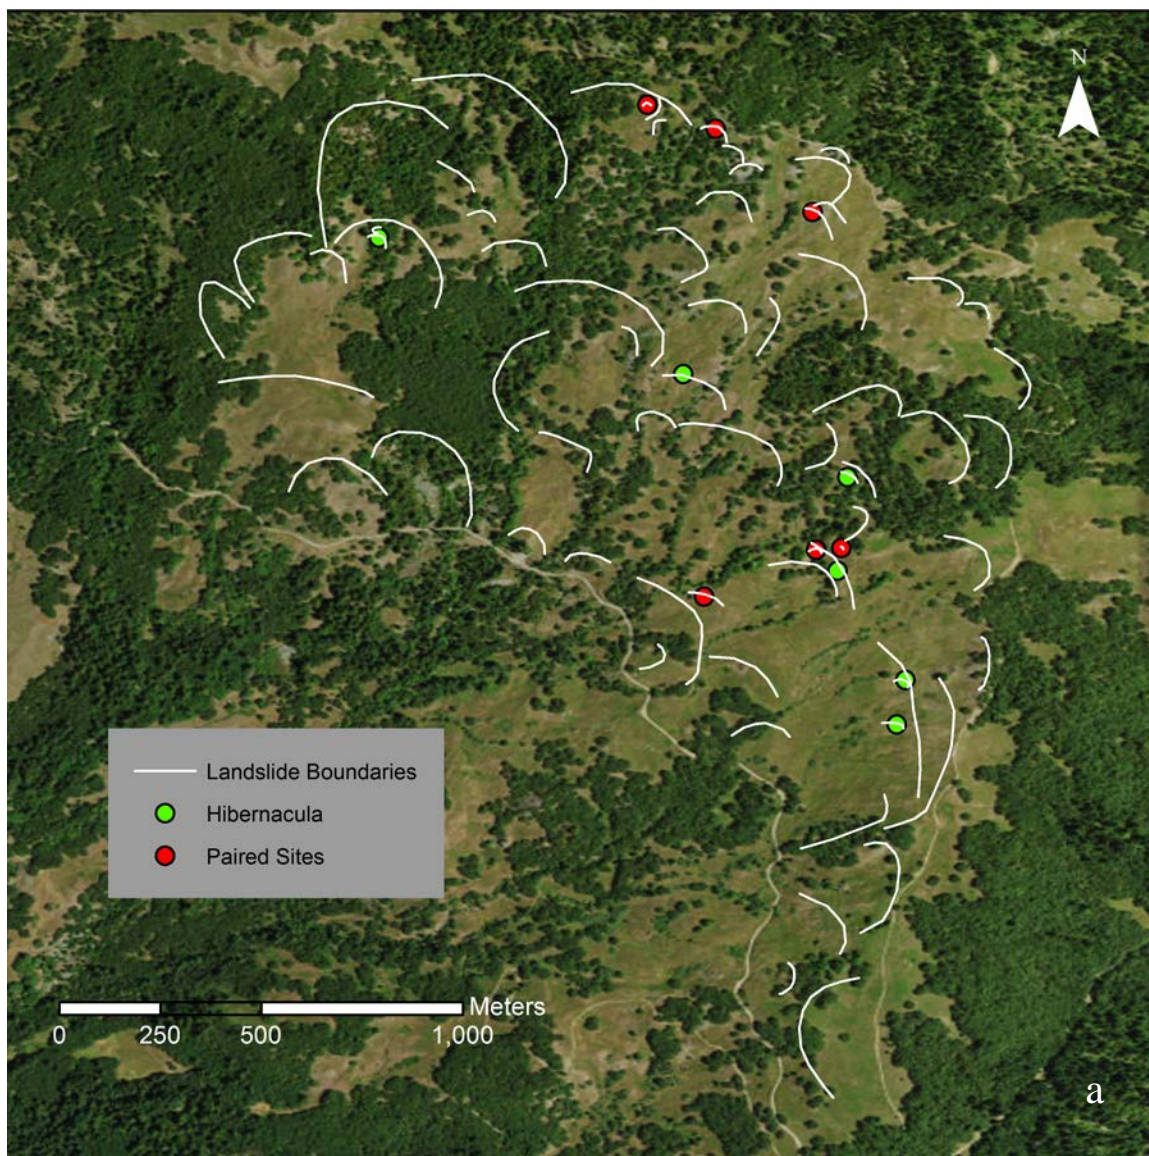 N
Landslide Boundaries
Hibernacula
Paired Sites
Meters
0 250 500 1,000
a